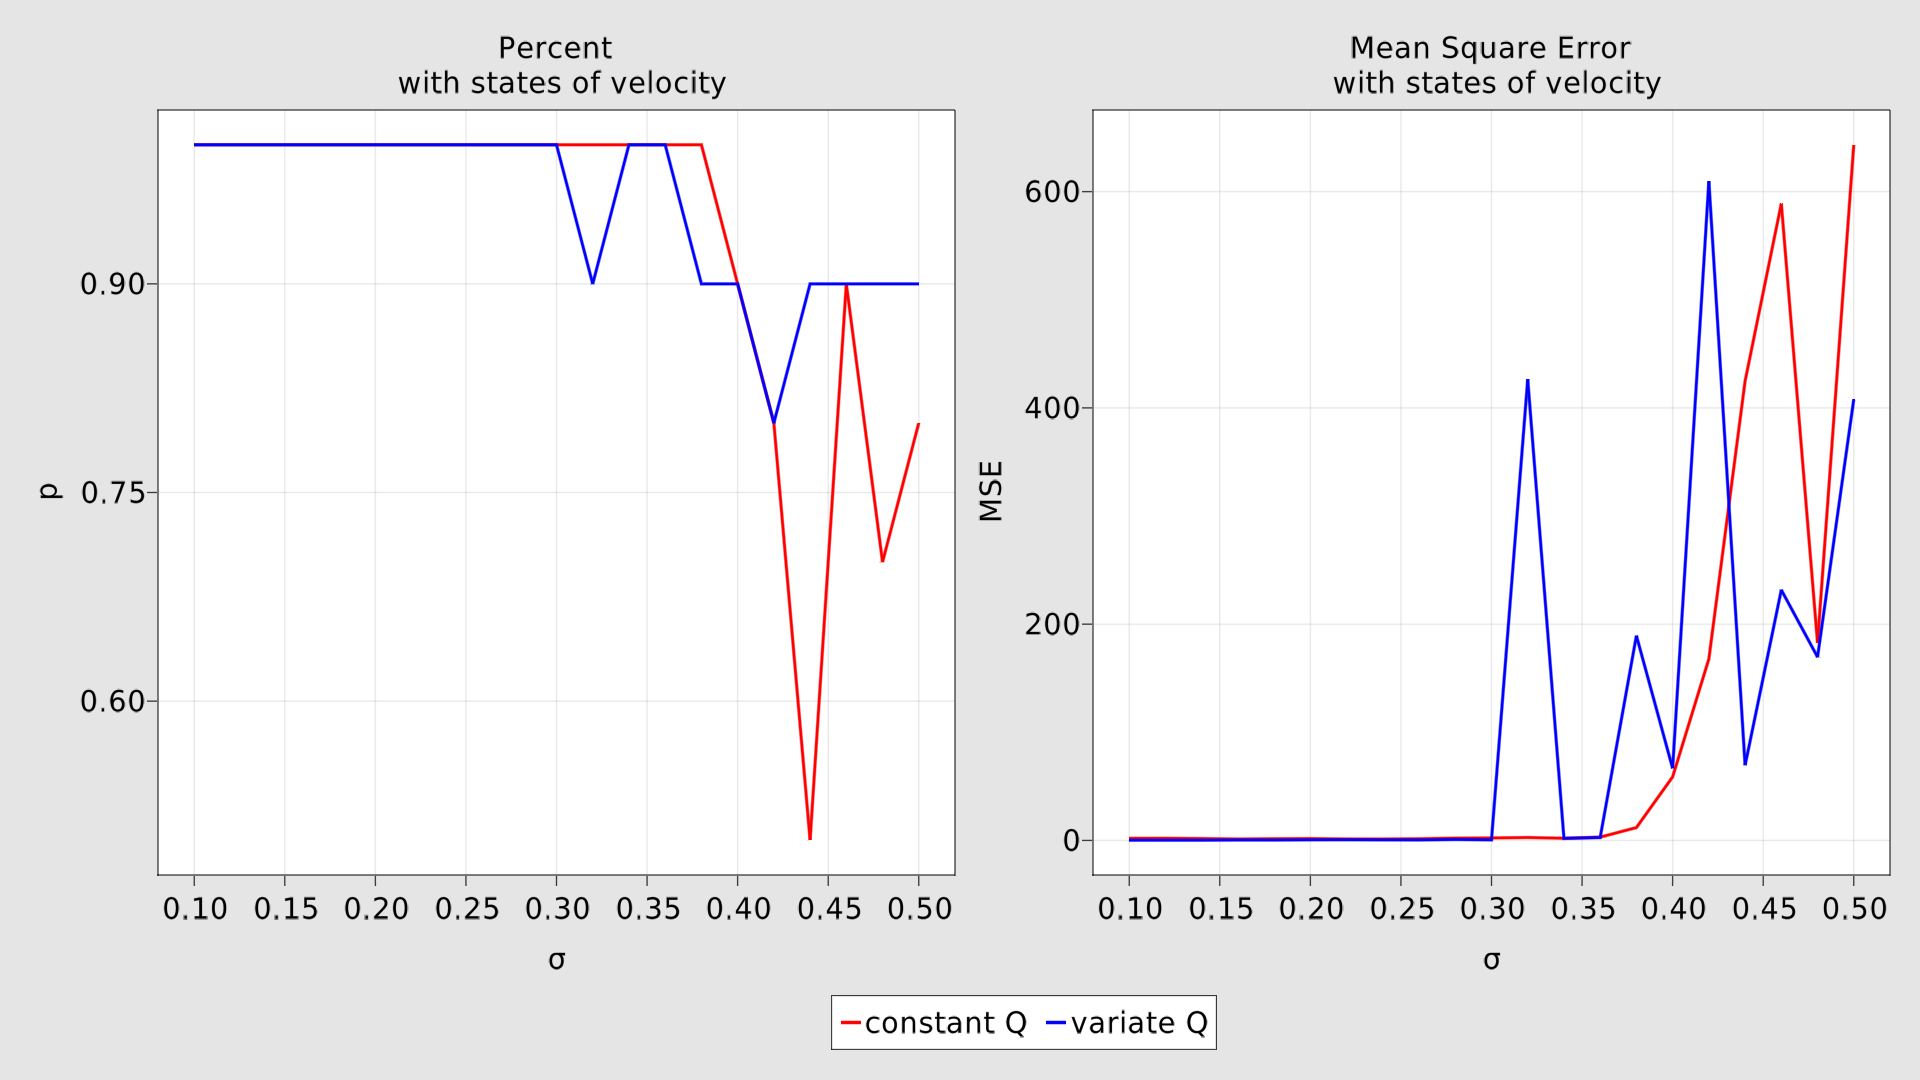 Percent
with states of velocity
p
0.90
0.75
0.60
0.10 0.15 0.20 0.25 0.30 0.35 0.40 0.45 0.50
σ
Mean Square Error
with states of velocity
MSE
600
400
200
0
0.10 0.15 0.20 0.25 0.30 0.35 0.40 0.45 0.50
σ
constant Q variate Q